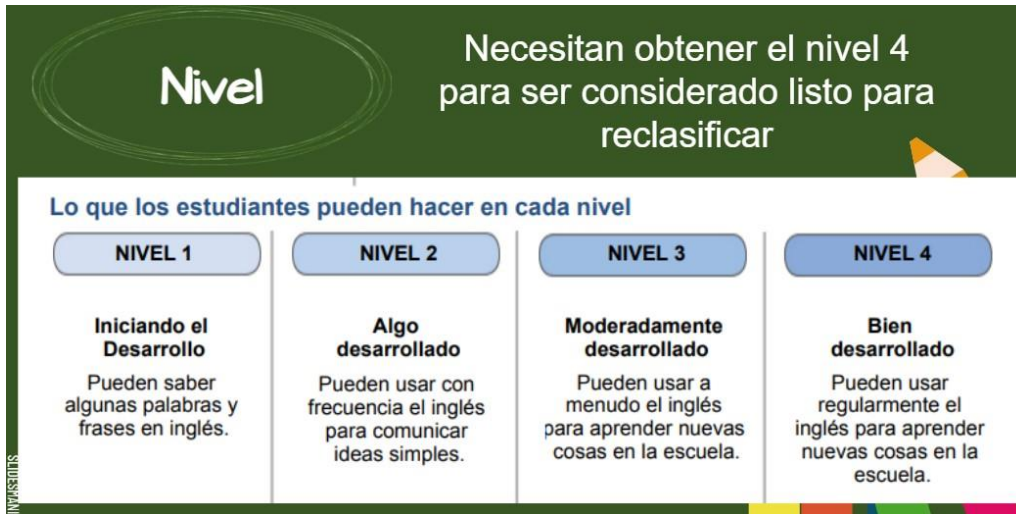 Nivel
Necesitan obtener el nivel 4
para ser considerado listo para
reclasificar
Lo que los estudiantes pueden hacer en cada nivel
NIVEL 1
Iniciando el
Desarrollo
Pueden saber
algunas palabras y
frases en inglés.
NIVEL 2
Algo
desarrollado
Pueden usar con
frecuencia el inglés
para comunicar
ideas simples.
NIVEL 3
Moderadamente
desarrollado
Pueden usar a
menudo el inglés
para aprender nuevas
cosas en la escuela.
NIVEL 4
Bien
desarrollado
Pueden usar
regularmente el
inglés para aprender
nuevas cosas en la
escuela.